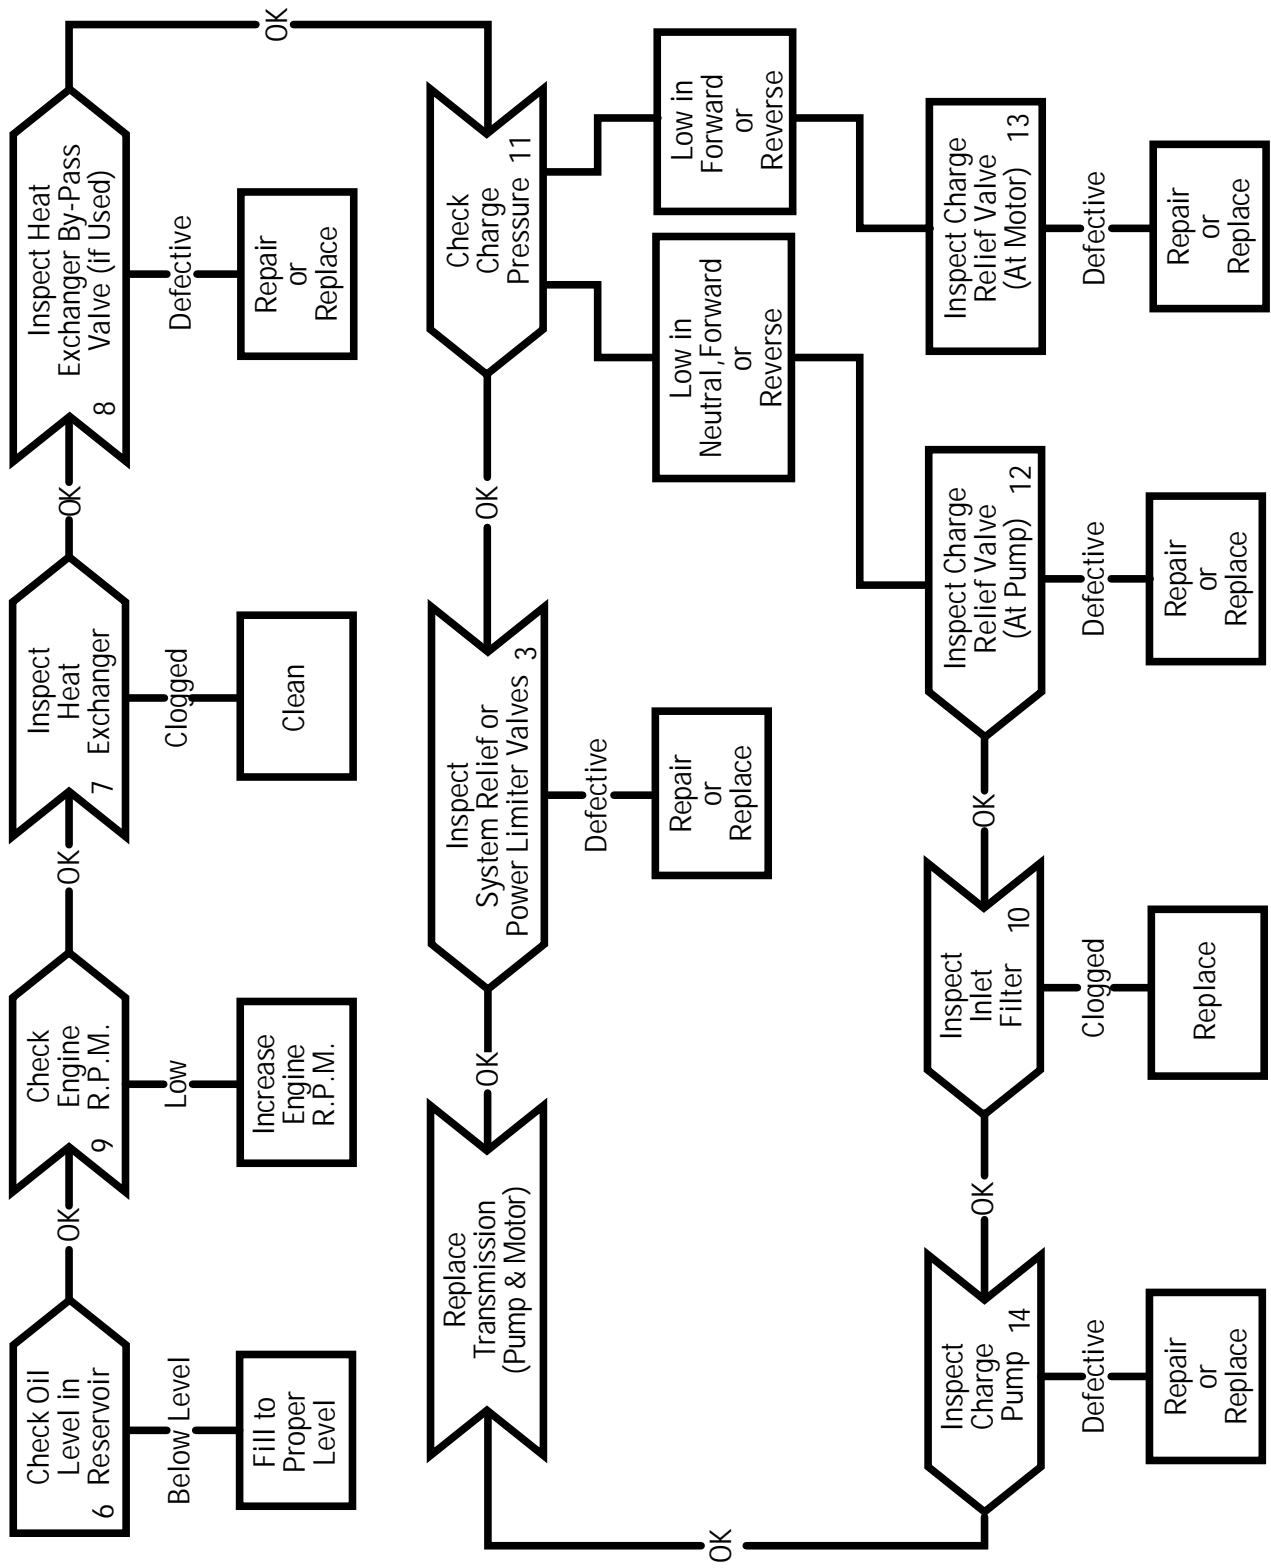 Check Oil
Level in
6 Reservoir
OK
Below Level
Fill to
Proper
Level
Check
Engine
9 R.P.M.
OK
Low
Increase
Engine
R.P.M.
Inspect
Heat
7 Exchanger
OK
Clogged
Clean
Inspect Heat
Exchanger By-Pass
8 Valve (if Used)
Defective
Repair
or
Replace
OK
Check
Charge
Pressure 11
Low in
Forward
or
Reverse
Low in
Neutral,Forward
or
Reverse
OK
Inspect
System Relief or
Power Limiter Valves 3
Defective
Repair
or
Replace
OK
Replace
Transmission
(Pump & Motor)
Inspect Charge
Relief Valve
(At Motor) 13
Defective
Repair
or
Replace
Inspect Charge
Relief Valve
(At Pump) 12
Defective
Repair
or
Replace
OK
Inspect
Inlet
Filter 10
Clogged
Replace
OK
Inspect
Charge
Pump 14
Defective
Repair
or
Replace
OK